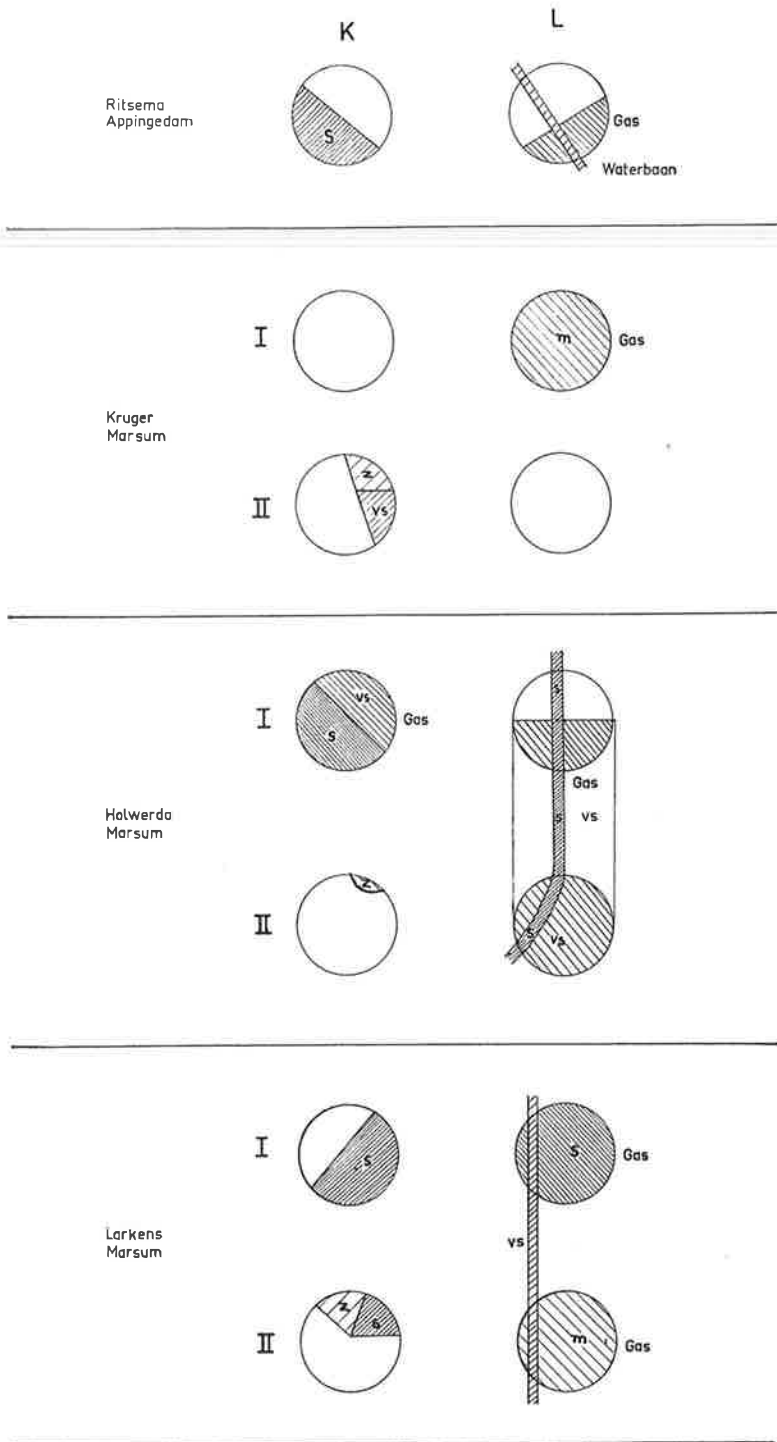 K L
Ritsema
Appingedam
S
Gas
Waterbaan
I
m Gas
Kruger
Marsum
II
z
vs
I
vs
S
Gas
s
Gas
s vs
Holwerda
Marsum
II
z
s
vs
I
S
S Gas
Larkens
Marsum
vs
II
z
s
m Gas